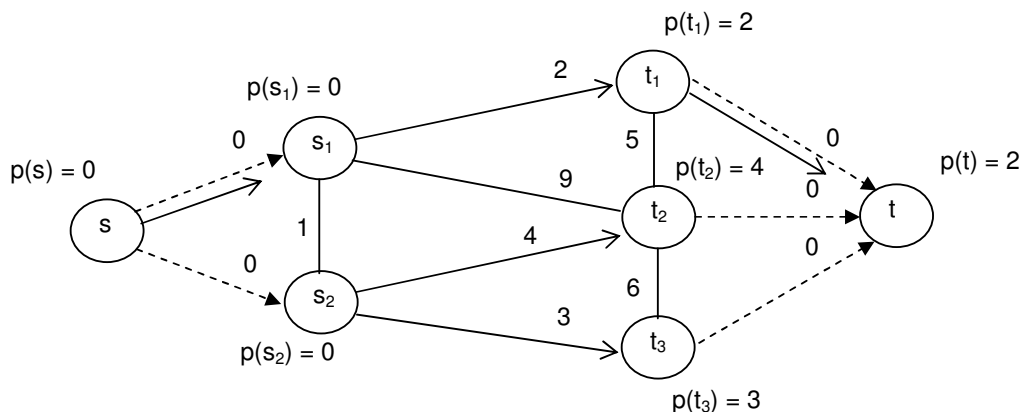 p(t₁) = 2
t₁
2
p(s₁) = 0
0
s₁
5
0
p(s) = 0
p(t₂) = 4
p(t) = 2
9
0
s
t₂
t
1
4
0
0
s₂
6
3
p(s₂) = 0
t₃
p(t₃) = 3